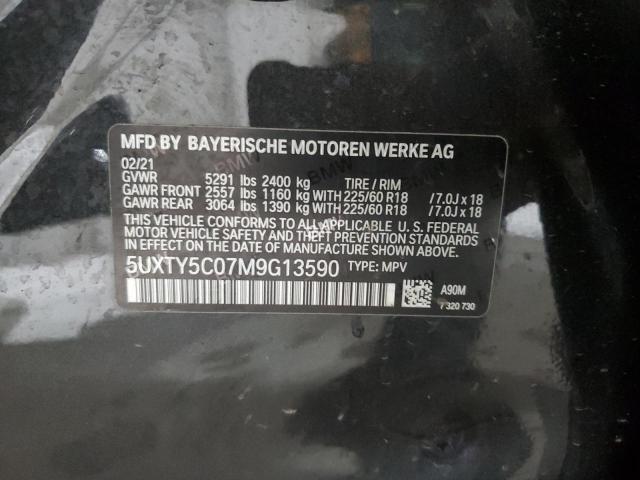 MFD BY BAYERISCHE MOTOREN WERKE AG
02/21
GVWR 5291 lbs 2400 kg TIRE / RIM
GAWR FRONT 2557 lbs 1160 kg WITH 225/60 R18 /7.0J x 18
GAWR REAR 3064 lbs 1390 kg WITH 225/60 R18 /7.0J x 18
THIS VEHICLE CONFORMS TO ALL APPLICABLE U. S. FEDERAL
MOTOR VEHICLE SAFETY AND THEFT PREVENTION STANDARDS
IN EFFECT ON THE DATE OF MANUFACTURE SHOWN ABOVE.
5UXTY5C07M9G13590 TYPE: MPV
A90M
7 320 730